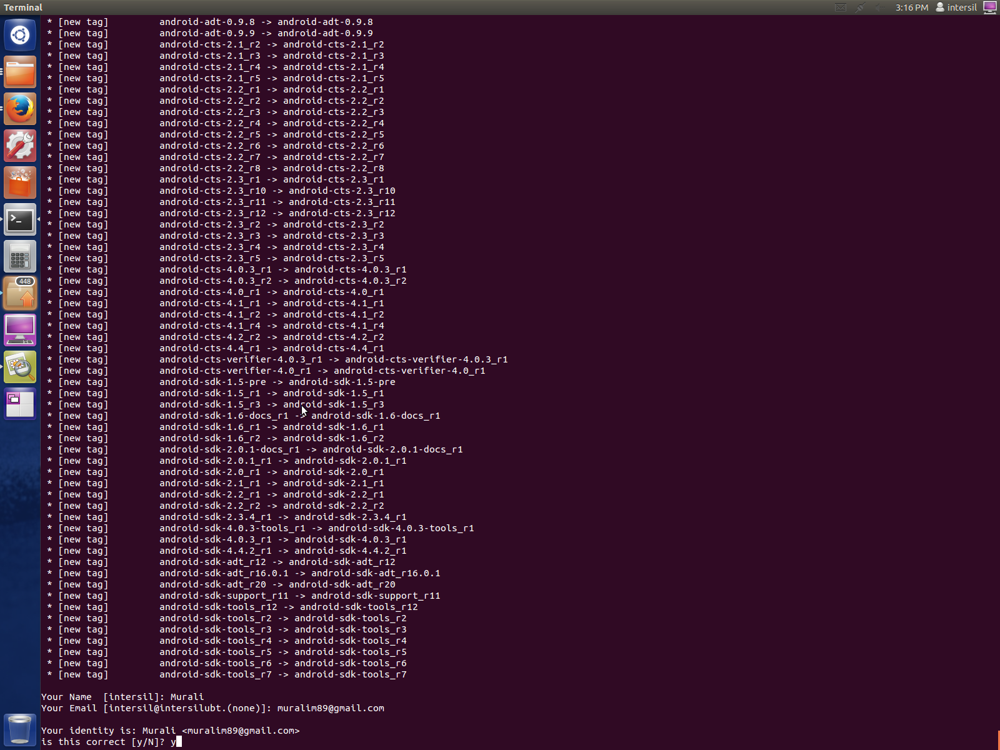 Terminal
3:16 PM intersil
* [new tag] android-adt-0.9.8 -> android-adt-0.9.8
* [new tag] android-adt-0.9.9 -> android-adt-0.9.9
* [new tag] android-cts-2.1_r2 -> android-cts-2.1_r2
* [new tag] android-cts-2.1_r3 -> android-cts-2.1_r3
* [new tag] android-cts-2.1_r4 -> android-cts-2.1_r4
* [new tag] android-cts-2.1_r5 -> android-cts-2.1_r5
* [new tag] android-cts-2.2_r1 -> android-cts-2.2_r1
* [new tag] android-cts-2.2_r2 -> android-cts-2.2_r2
* [new tag] android-cts-2.2_r3 -> android-cts-2.2_r3
* [new tag] android-cts-2.2_r4 -> android-cts-2.2_r4
* [new tag] android-cts-2.2_r5 -> android-cts-2.2_r5
* [new tag] android-cts-2.2_r6 -> android-cts-2.2_r6
* [new tag] android-cts-2.2_r7 -> android-cts-2.2_r7
* [new tag] android-cts-2.2_r8 -> android-cts-2.2_r8
* [new tag] android-cts-2.3_r1 -> android-cts-2.3_r1
* [new tag] android-cts-2.3_r10 -> android-cts-2.3_r10
* [new tag] android-cts-2.3_r11 -> android-cts-2.3_r11
* [new tag] android-cts-2.3_r12 -> android-cts-2.3_r12
* [new tag] android-cts-2.3_r2 -> android-cts-2.3_r2
* [new tag] android-cts-2.3_r3 -> android-cts-2.3_r3
* [new tag] android-cts-2.3_r4 -> android-cts-2.3_r4
* [new tag] android-cts-2.3_r5 -> android-cts-2.3_r5
* [new tag] android-cts-4.0.3_r1 -> android-cts-4.0.3_r1
* [new tag] android-cts-4.0.3_r2 -> android-cts-4.0.3_r2
448
* [new tag] android-cts-4.0_r1 -> android-cts-4.0_r1
* [new tag] android-cts-4.1_r1 -> android-cts-4.1_r1
* [new tag] android-cts-4.1_r2 -> android-cts-4.1_r2
* [new tag] android-cts-4.1_r4 -> android-cts-4.1_r4
* [new tag] android-cts-4.2_r2 -> android-cts-4.2_r2
* [new tag] android-cts-4.4_r1 -> android-cts-4.4_r1
* [new tag] android-cts-verifier-4.0.3_r1 -> android-cts-verifier-4.0.3_r1
* [new tag] android-cts-verifier-4.0_r1 -> android-cts-verifier-4.0_r1
* [new tag] android-sdk-1.5-pre -> android-sdk-1.5-pre
* [new tag] android-sdk-1.5_r1 -> android-sdk-1.5_r1
* [new tag] android-sdk-1.5_r3 -> android-sdk-1.5_r3
* [new tag] android-sdk-1.6-docs_r1 -> android-sdk-1.6-docs_r1
* [new tag] android-sdk-1.6_r1 -> android-sdk-1.6_r1
* [new tag] android-sdk-1.6_r2 -> android-sdk-1.6_r2
* [new tag] android-sdk-2.0.1-docs_r1 -> android-sdk-2.0.1-docs_r1
* [new tag] android-sdk-2.0.1_r1 -> android-sdk-2.0.1_r1
* [new tag] android-sdk-2.0_r1 -> android-sdk-2.0_r1
* [new tag] android-sdk-2.1_r1 -> android-sdk-2.1_r1
* [new tag] android-sdk-2.2_r1 -> android-sdk-2.2_r1
* [new tag] android-sdk-2.2_r2 -> android-sdk-2.2_r2
* [new tag] android-sdk-2.3.4_r1 -> android-sdk-2.3.4_r1
* [new tag] android-sdk-4.0.3-tools_r1 -> android-sdk-4.0.3-tools_r1
* [new tag] android-sdk-4.0.3_r1 -> android-sdk-4.0.3_r1
* [new tag] android-sdk-4.4.2_r1 -> android-sdk-4.4.2_r1
* [new tag] android-sdk-adt_r12 -> android-sdk-adt_r12
* [new tag] android-sdk-adt_r16.0.1 -> android-sdk-adt_r16.0.1
* [new tag] android-sdk-adt_r20 -> android-sdk-adt_r20
* [new tag] android-sdk-support_r11 -> android-sdk-support_r11
* [new tag] android-sdk-tools_r12 -> android-sdk-tools_r12
* [new tag] android-sdk-tools_r2 -> android-sdk-tools_r2
* [new tag] android-sdk-tools_r3 -> android-sdk-tools_r3
* [new tag] android-sdk-tools_r4 -> android-sdk-tools_r4
* [new tag] android-sdk-tools_r5 -> android-sdk-tools_r5
* [new tag] android-sdk-tools_r6 -> android-sdk-tools_r6
* [new tag] android-sdk-tools_r7 -> android-sdk-tools_r7
Your Name [intersil]: Murali
Your Email [intersil@intersilubt.(none)]: muralim89@gmail.com
Your identity is: Murali <muralim89@gmail.com>
is this correct [y/N]? y